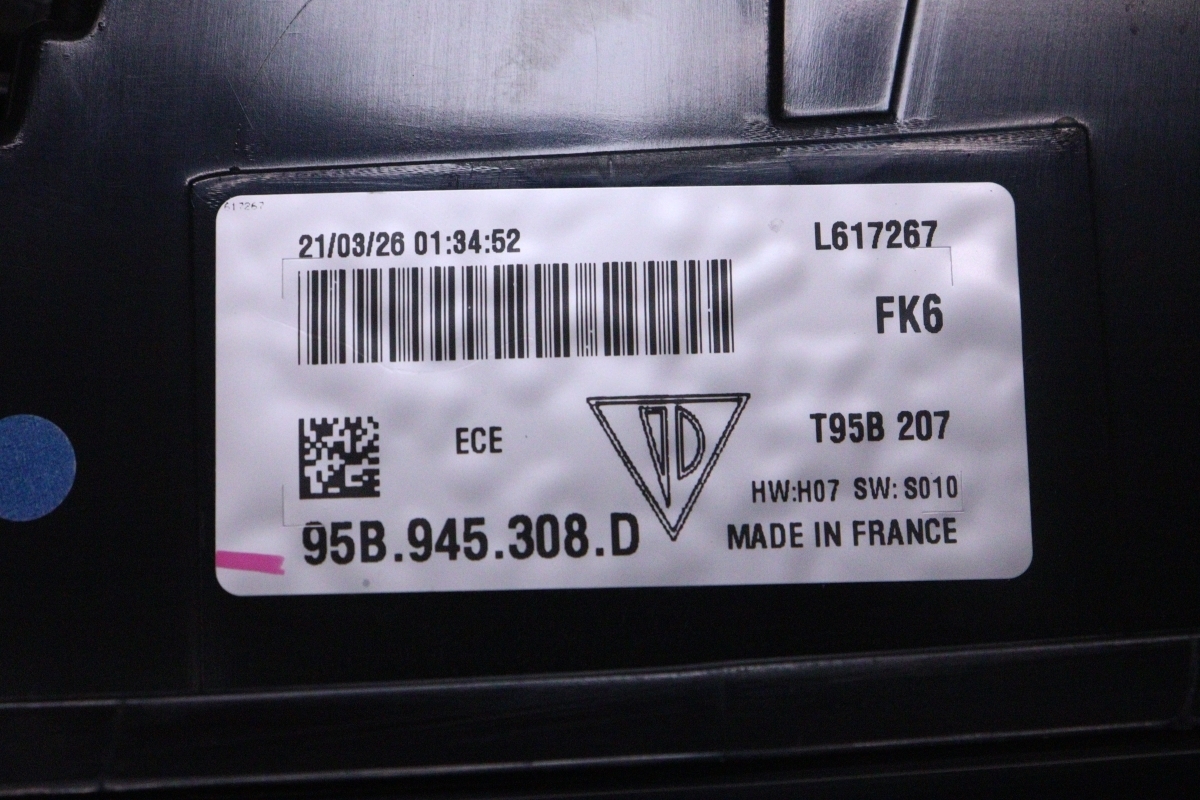 617267
21/03/26 01:34:52
L617267
FK6
ECE
T95B 207
HW:H07 SW: S010
95B.945.308.D
MADE IN FRANCE